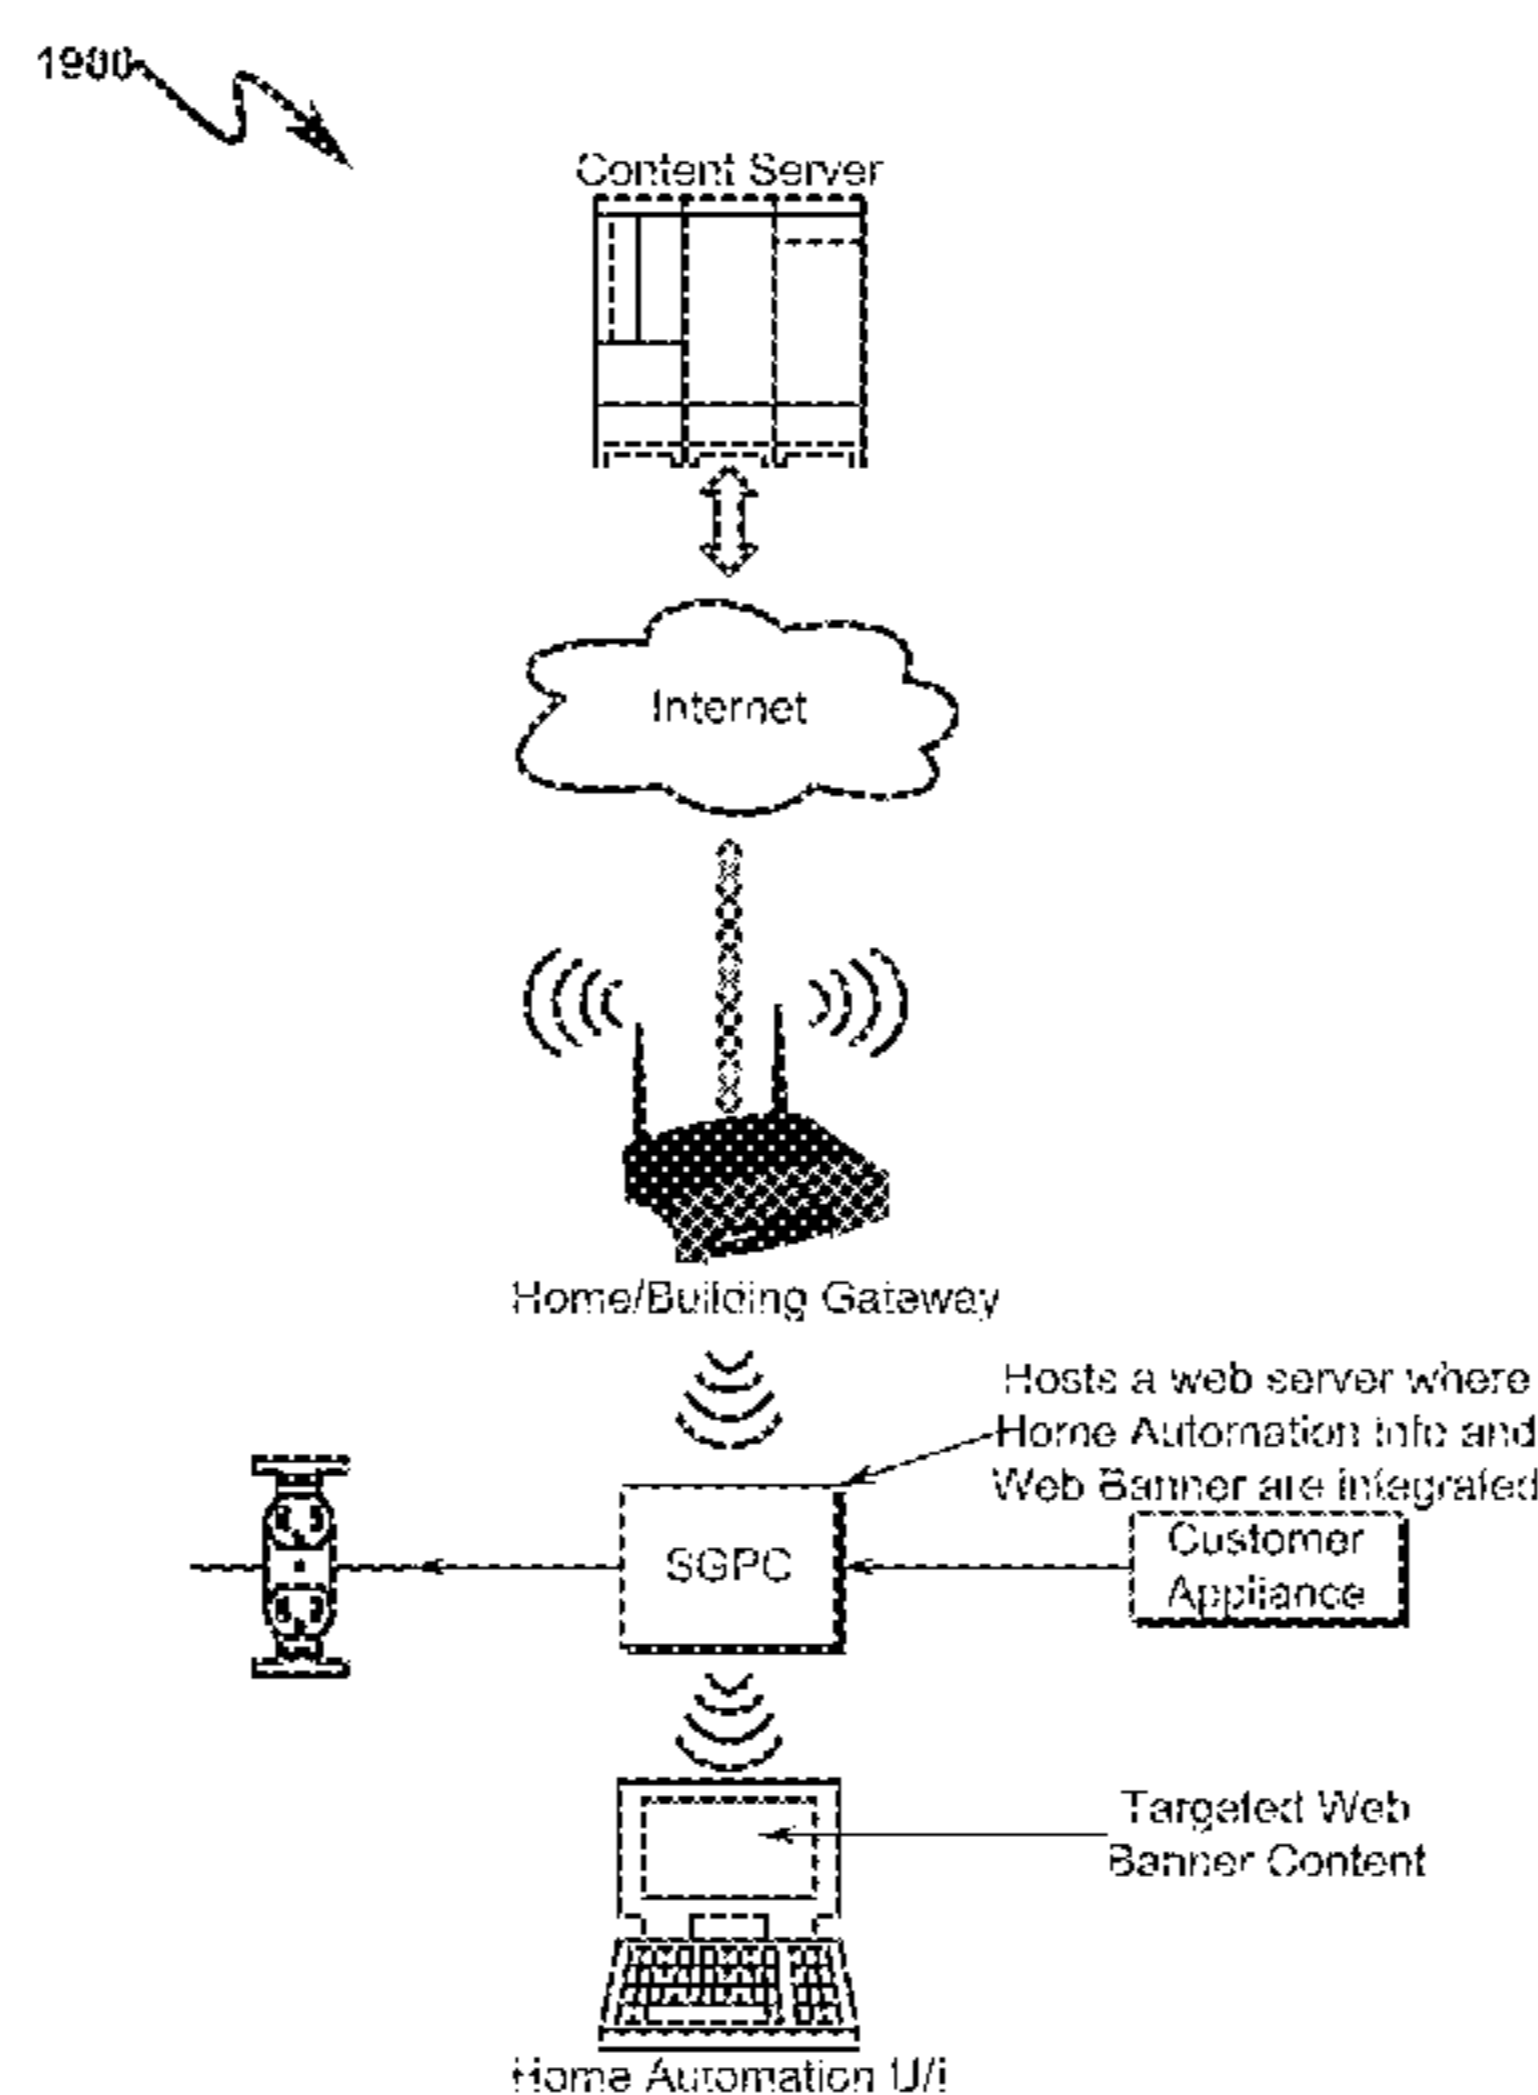 1900
Content Server
Internet
Home/Building Gateway
Hosts a web server where
Home Automation Info and
Web Banner are integrated
SGPC
Customer
Appliance
Targeted Web
Banner Content
Home Automation U/I